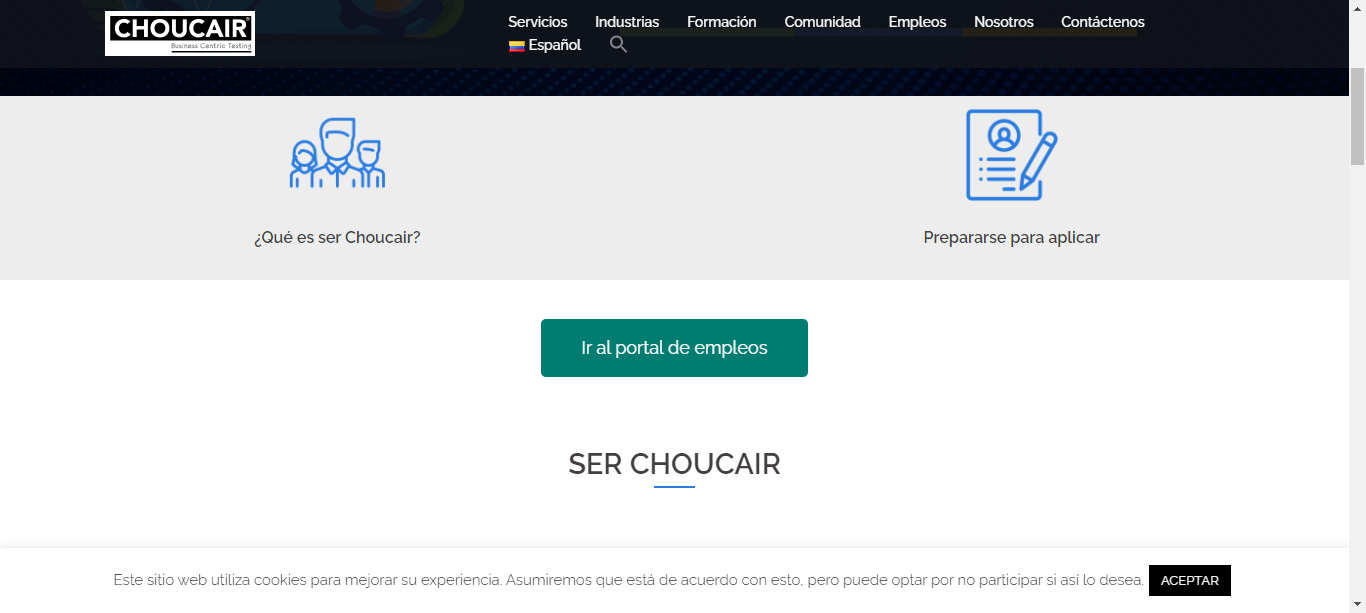 CHOUCAIR®
Business Centric Testing
Servicios Industrias Formación Comunidad Empleos Nosotros Contáctenos
Español
¿Qué es ser Choucair?
Prepararse para aplicar
Ir al portal de empleos
SER CHOUCAIR
Este sitio web utiliza cookies para mejorar su experiencia. Asumiremos que está de acuerdo con esto, pero puede optar por no participar si así lo desea. ACEPTAR